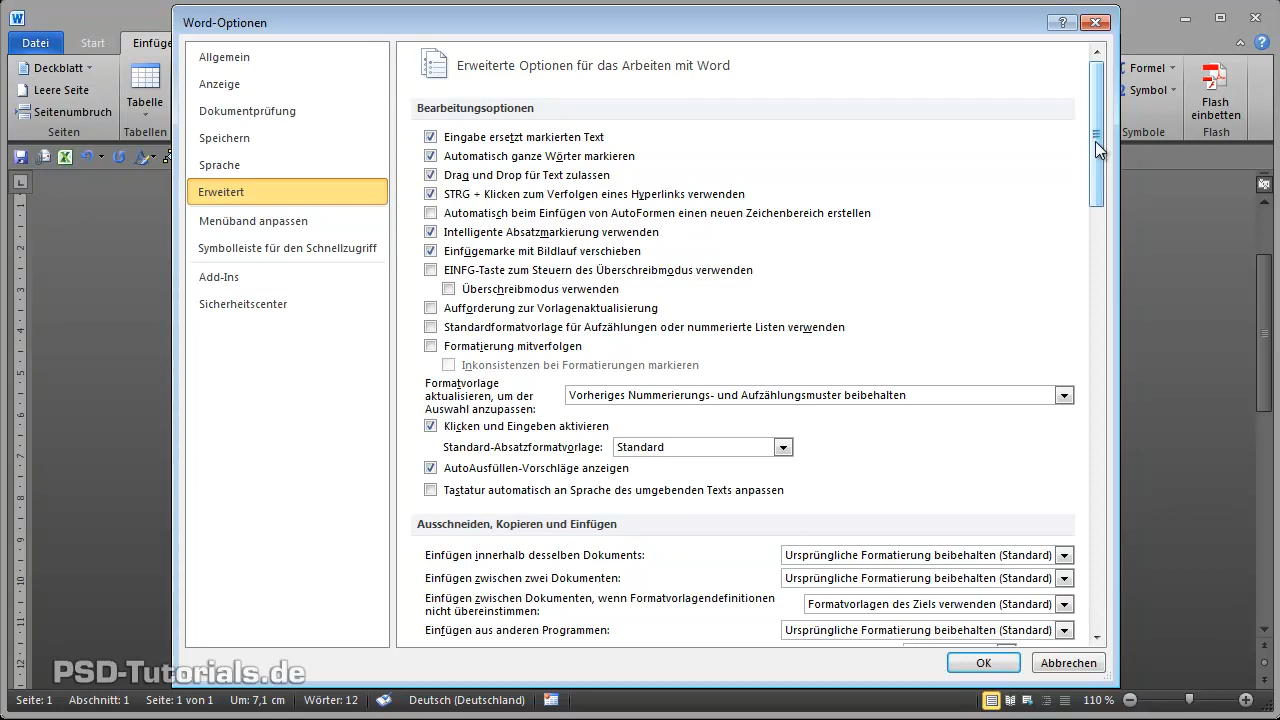 Word-Optionen
Datei
Start
Einfüg
Deckblatt
Leere Seite
Seitenumbruch
Seiten
Tabelle
Tabellen
Formel
Symbol
Symbole
Flash einbetten
Flash
Allgemein
Anzeige
Dokumentprüfung
Speichern
Sprache
Erweitert
Menüband anpassen
Symbolleiste für den Schnellzugriff
Add-Ins
Sicherheitscenter
Erweiterte Optionen für das Arbeiten mit Word
Bearbeitungsoptionen
Eingabe ersetzt markierten Text
Automatisch ganze Wörter markieren
Drag und Drop für Text zulassen
STRG + Klicken zum Verfolgen eines Hyperlinks verwenden
Automatisch beim Einfügen von AutoFormen einen neuen Zeichenbereich erstellen
Intelligente Absatzmarkierung verwenden
Einfügemarke mit Bildlauf verschieben
EINFG-Taste zum Steuern des Überschreibmodus verwenden
Überschreibmodus verwenden
Aufforderung zur Vorlagenaktualisierung
Standardformatvorlage für Aufzählungen oder nummerierte Listen verwenden
Formatierung mitverfolgen
Inkonsistenzen bei Formatierungen markieren
Formatvorlage
aktualisieren, um der
Auswahl anzupassen:
Vorheriges Nummerierungs- und Aufzählungsmuster beibehalten
Klicken und Eingeben aktivieren
Standard-Absatzformatvorlage: Standard
AutoAusfüllen-Vorschläge anzeigen
Tastatur automatisch an Sprache des umgebenden Texts anpassen
Ausschneiden, Kopieren und Einfügen
Einfügen innerhalb desselben Dokuments: Ursprüngliche Formatierung beibehalten (Standard)
Einfügen zwischen zwei Dokumenten: Ursprüngliche Formatierung beibehalten (Standard)
Einfügen zwischen Dokumenten, wenn Formatvorlagendefinitionen
nicht übereinstimmen: Formatvorlagen des Ziels verwenden (Standard)
Einfügen aus anderen Programmen: Ursprüngliche Formatierung beibehalten (Standard)
OK
Abbrechen
PSD-Tutorials.de
Seite: 1 Abschnitt: 1 Seite: 1 von 1 Um: 7,1 cm Wörter: 12 Deutsch (Deutschland) 110 %